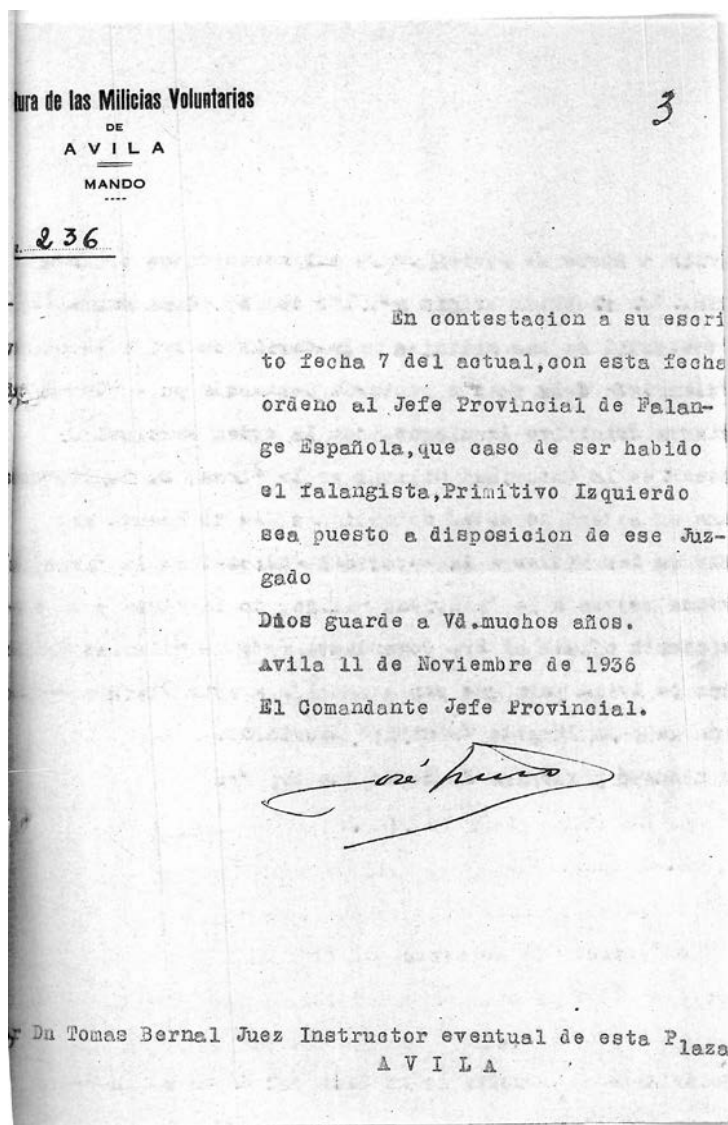 tura de las Milicias Voluntarias
DE
AVILA
MANDO
3
236
En contestacion a su escri
to fecha 7 del actual,con esta fecha
ordeno al Jefe Provincial de Falan-
ge Española,que caso de ser habido
el falangista,Primitivo Izquierdo
sea puesto a disposicion de ese Juz-
gado
Dios guarde a Vd.muchos años.
Avila 11 de Noviembre de 1936
El Comandante Jefe Provincial.
José
r Dn Tomas Bernal Juez Instructor eventual de esta Plaza
AVILA